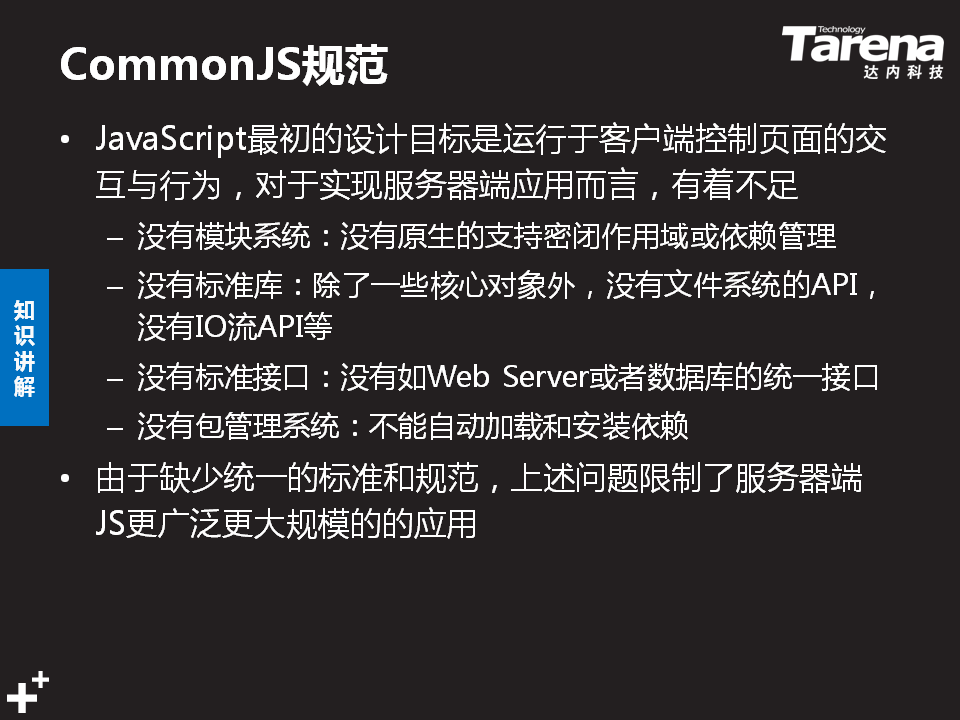 CommonJS规范
Technology
Tarena
达内科技
• JavaScript最初的设计目标是运行于客户端控制页面的交
互与行为，对于实现服务器端应用而言，有着不足
– 没有模块系统：没有原生的支持密闭作用域或依赖管理
– 没有标准库：除了一些核心对象外，没有文件系统的API，
没有IO流API等
– 没有标准接口：没有如Web Server或者数据库的统一接口
– 没有包管理系统：不能自动加载和安装依赖
• 由于缺少统一的标准和规范，上述问题限制了服务器端
JS更广泛更大规模的的应用
知识讲解